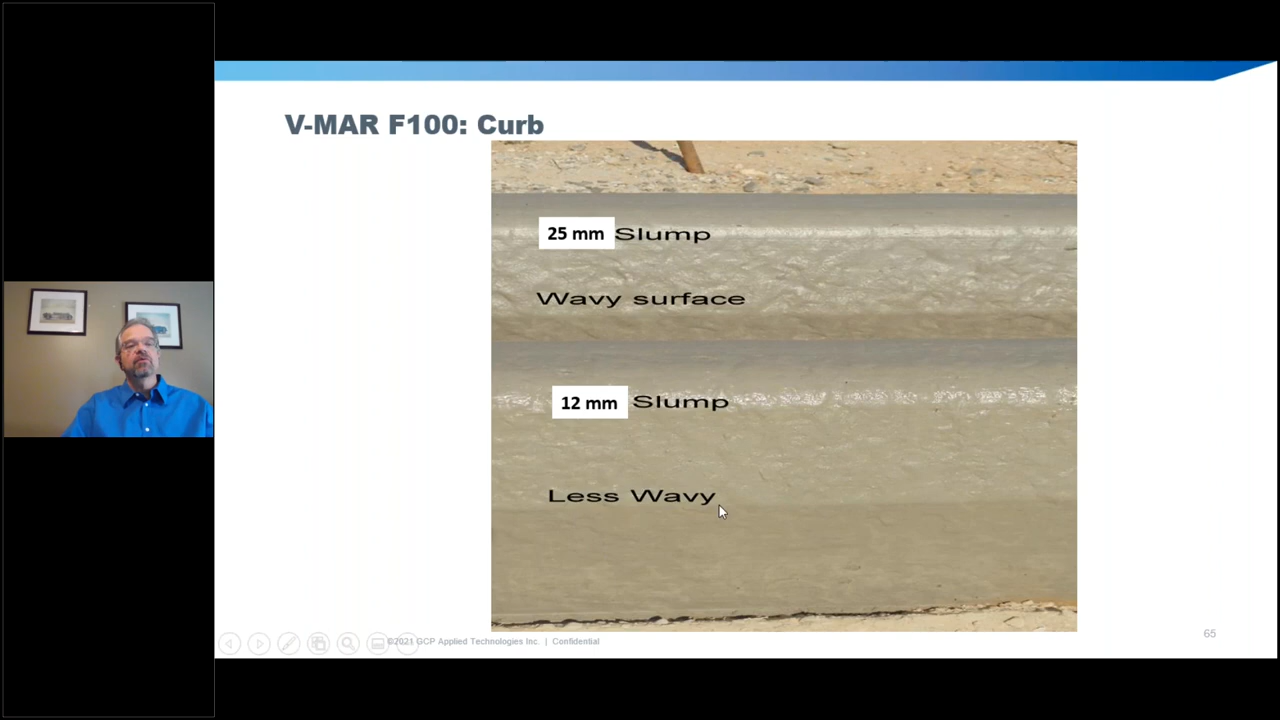 V-MAR F100: Curb
25 mm Slump
Wavy surface
12 mm Slump
Less Wavy
©2021 GCP Applied Technologies Inc. | Confidential
65